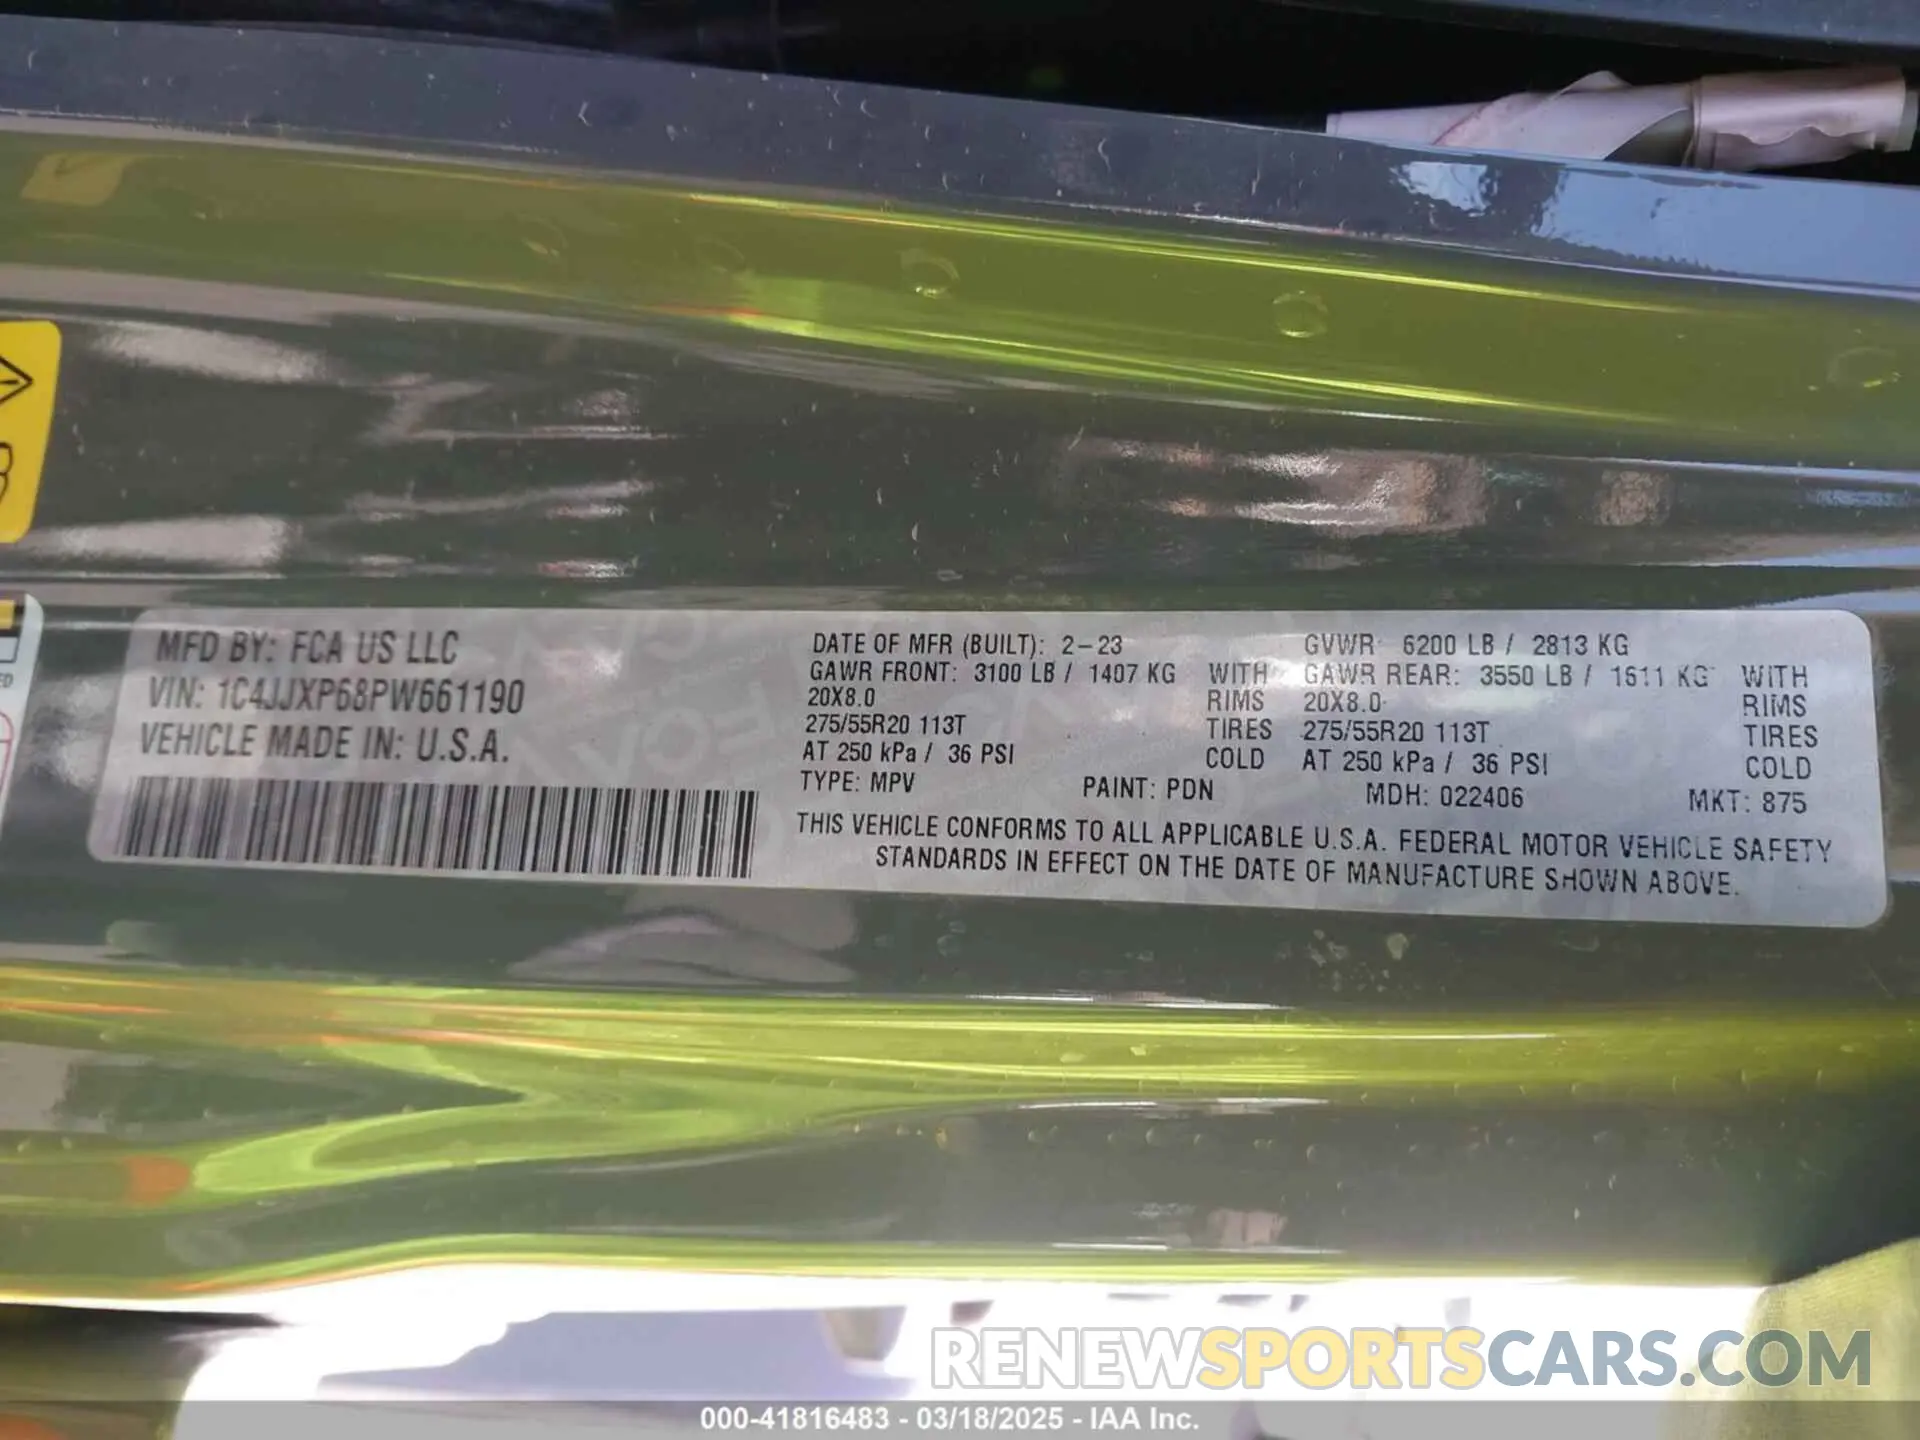 MFD BY: FCA US LLC
VIN: 1C4JJXP68PW661190
VEHICLE MADE IN: U.S.A.
DATE OF MFR (BUILT): 2-23 GVWR 6200 LB / 2813 KG
GAWR FRONT: 3100 LB / 1407 KG WITH GAWR REAR: 3550 LB / 1611 KG WITH
20X8.0 RIMS 20X8.0 RIMS
275/55R20 113T TIRES 275/55R20 113T TIRES
AT 250 kPa / 36 PSI COLD AT 250 kPa / 36 PSI COLD
TYPE: MPV PAINT: PDN MDH: 022406 MKT: 875
THIS VEHICLE CONFORMS TO ALL APPLICABLE U.S.A. FEDERAL MOTOR VEHICLE SAFETY
STANDARDS IN EFFECT ON THE DATE OF MANUFACTURE SHOWN ABOVE.
RENEWSPORTSCARS.COM
000-41816483 - 03/18/2025 - IAA Inc.